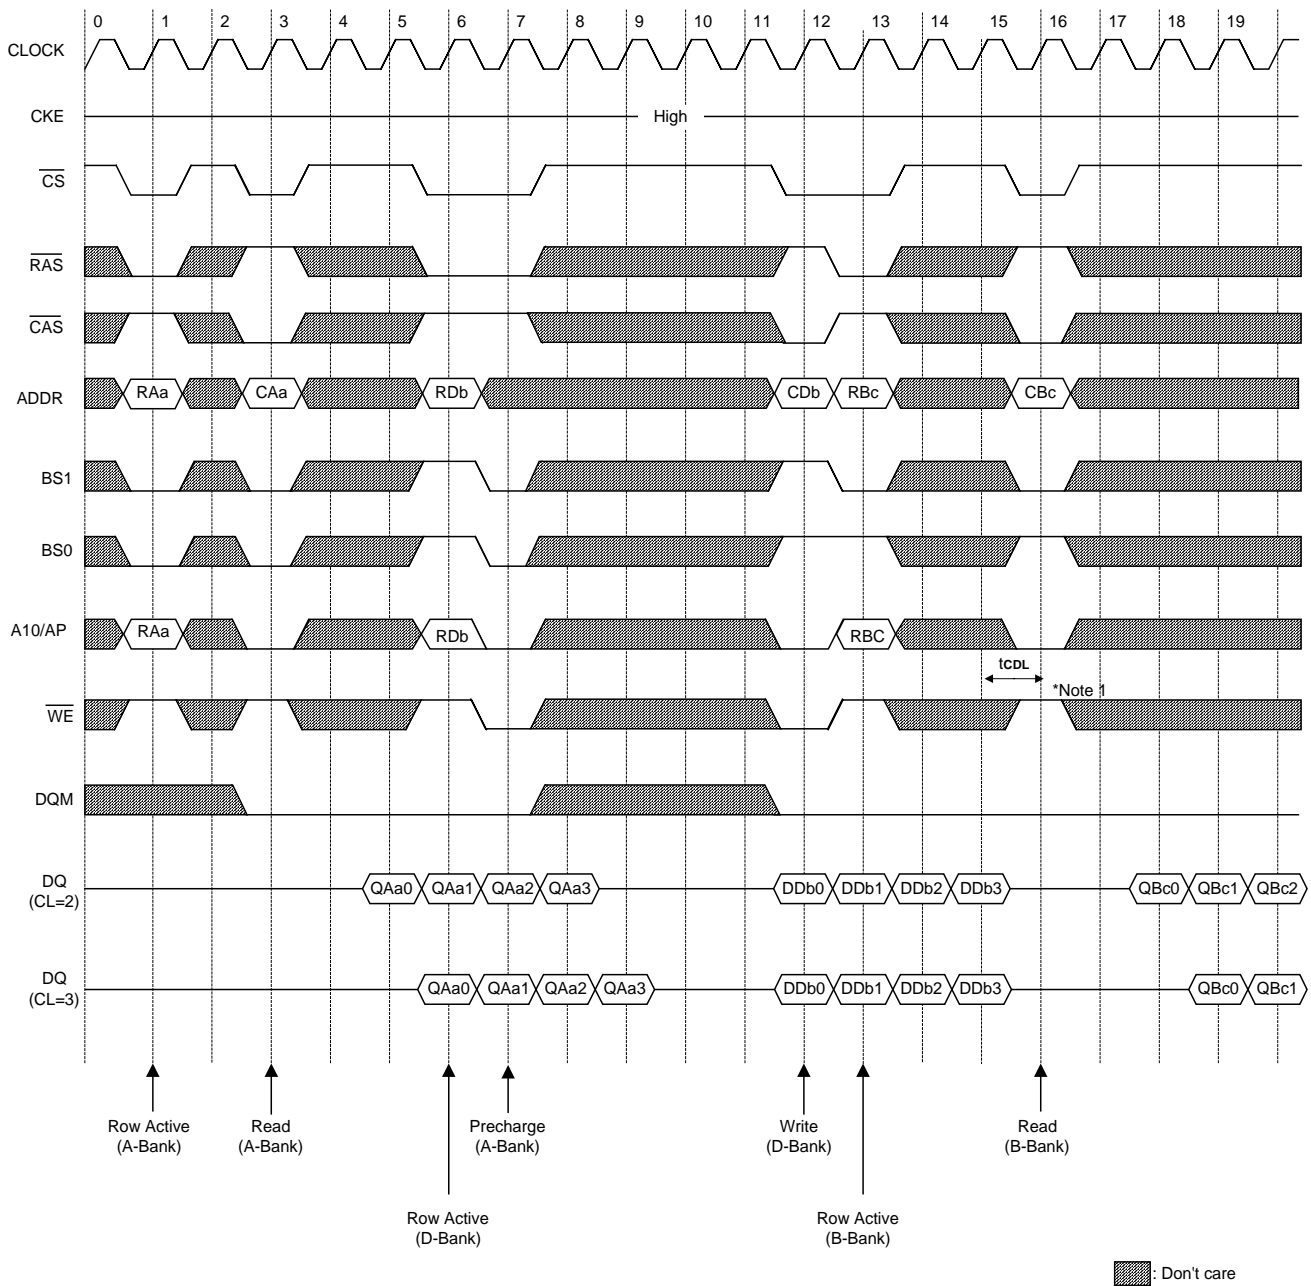 0 1 2 3 4 5 6 7 8 9 10 11 12 13 14 15 16 17 18 19
CLOCK
CKE High
CS
RAS
CAS
ADDR RAa CAa RDb CDb RBc CBc
BS1
BS0
A10/AP RAa RDb RBC
tCDL
*Note 1
WE
DQM
DQ
(CL=2)
QAa0 QAa1 QAa2 QAa3 DDb0 DDb1 DDb2 DDb3 QBc0 QBc1 QBc2
DQ
(CL=3)
QAa0 QAa1 QAa2 QAa3 DDb0 DDb1 DDb2 DDb3 QBc0 QBc1
Row Active
(A-Bank)
Read
(A-Bank)
Precharge
(A-Bank)
Write
(D-Bank)
Read
(B-Bank)
Row Active
(D-Bank)
Row Active
(B-Bank)
: Don't care